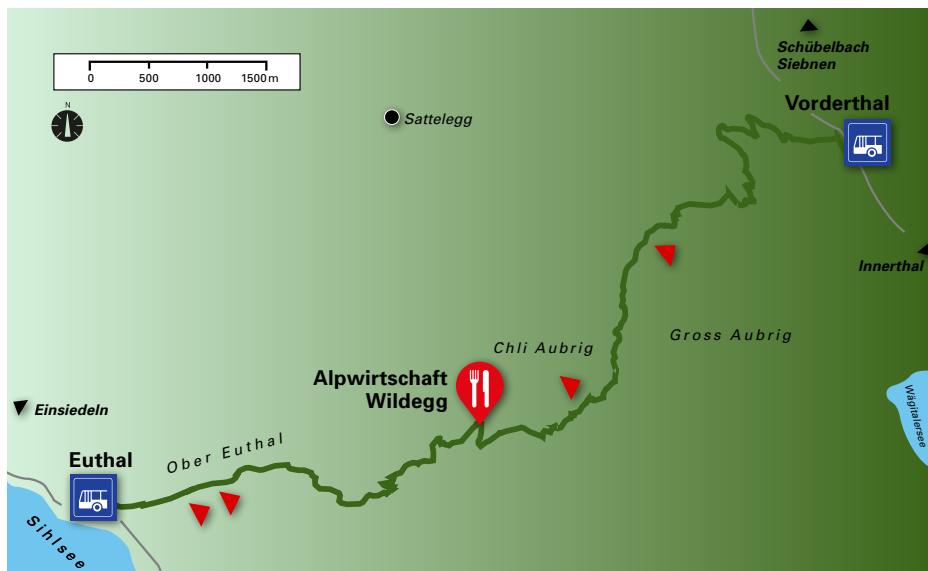 Schübelbach
Siebnen
0 500 1000 1500 m
Vorderthal
N
Sattelegg
Innerthal
Gross Aubrig
Chli Aubrig
Alpwirtschaft
Wildegg
Wägitalersee
Einsiedeln
Ober Euthal
Euthal
Sihlsee